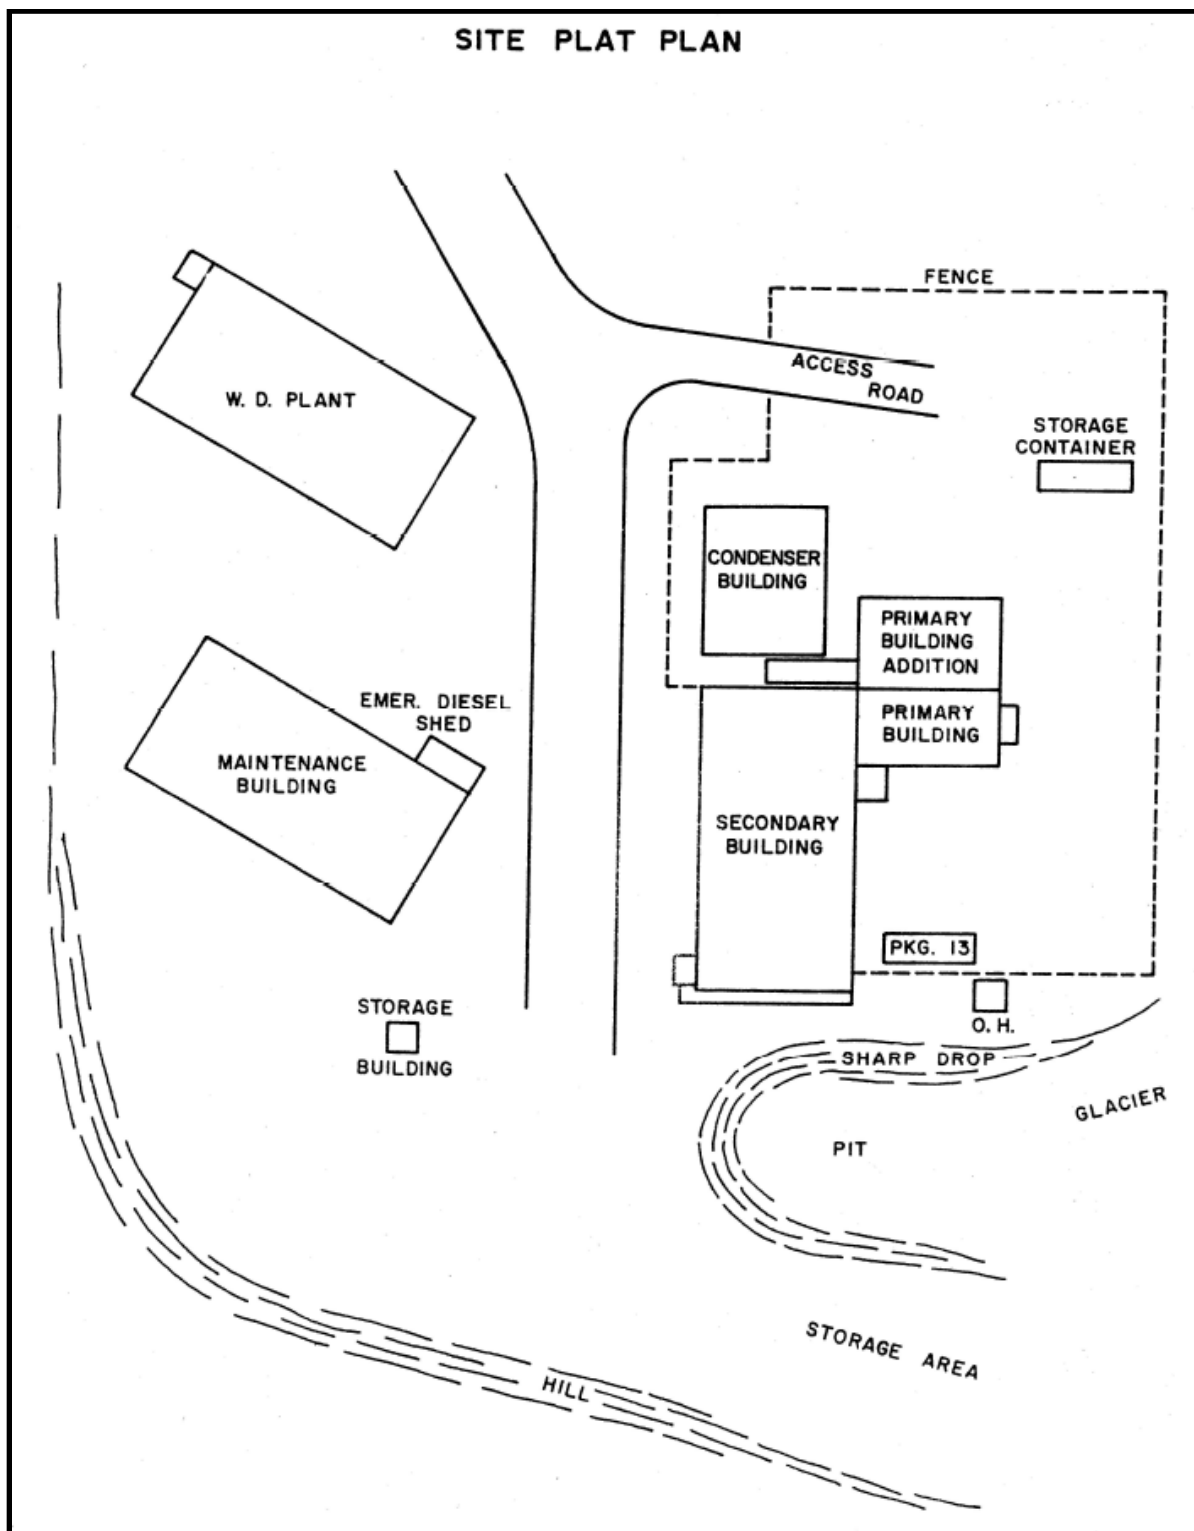 SITE PLAT PLAN
FENCE
ACCESS
ROAD
W. D. PLANT
STORAGE
CONTAINER
CONDENSER
BUILDING
PRIMARY
BUILDING
ADDITION
EMER. DIESEL
SHED
PRIMARY
BUILDING
MAINTENANCE
BUILDING
SECONDARY
BUILDING
PKG. 13
STORAGE
BUILDING
O. H.
SHARP DROP
GLACIER
PIT
STORAGE AREA
HILL